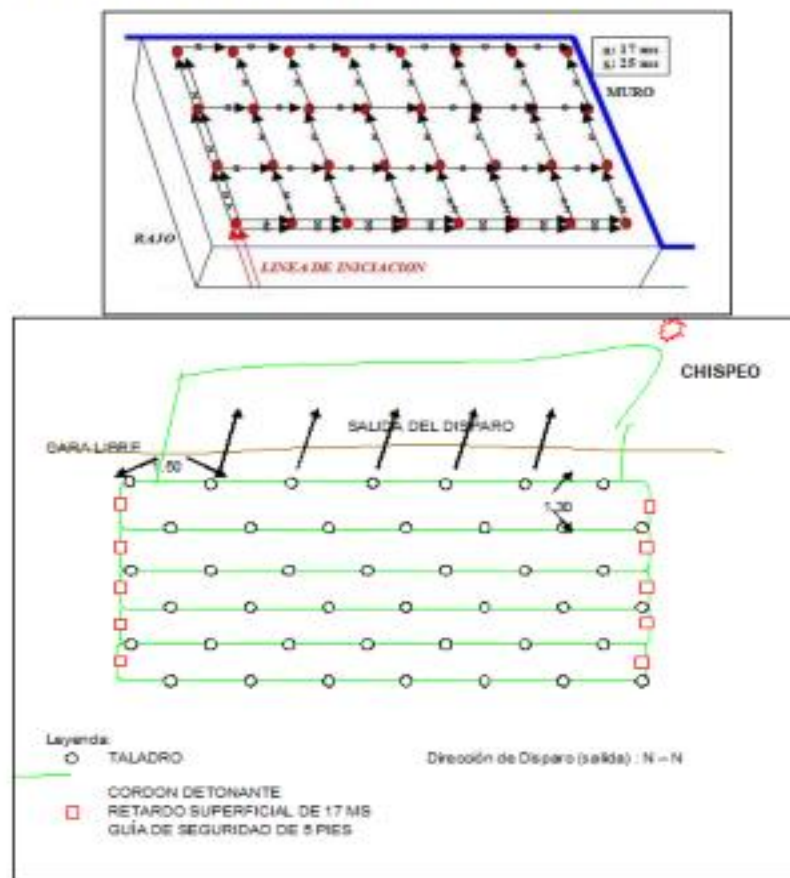 n: 17 ms
n: 25 ms
MURO
RAJO
LINEA DE INICIACION
CHISPEO
SALIDA DEL DISPARO
CARA LIBRE
1.50
1.30
Leyenda:
TALADRO
Dirección de Disparo (salida) : N – N
CORDON DETONANTE
RETARDO SUPERFICIAL DE 17 MS
GUÍA DE SEGURIDAD DE 5 PIES